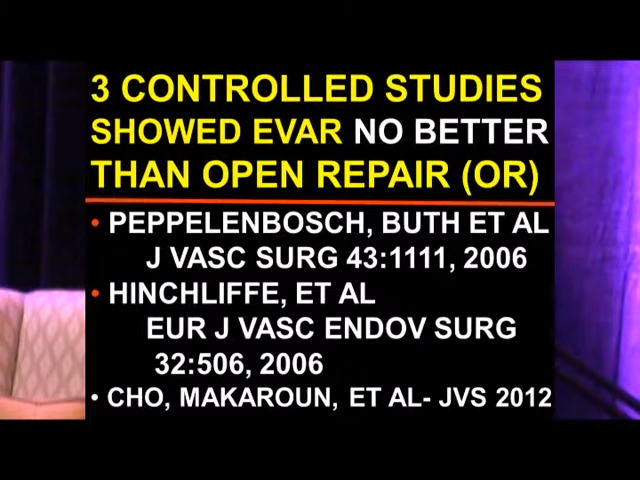 3 CONTROLLED STUDIES
SHOWED EVAR NO BETTER
THAN OPEN REPAIR (OR)
• PEPPELENBOSCH, BUTH ET AL
J VASC SURG 43:1111, 2006
• HINCHLIFFE, ET AL
EUR J VASC ENDOV SURG
32:506, 2006
• CHO, MAKAROUN, ET AL- JVS 2012